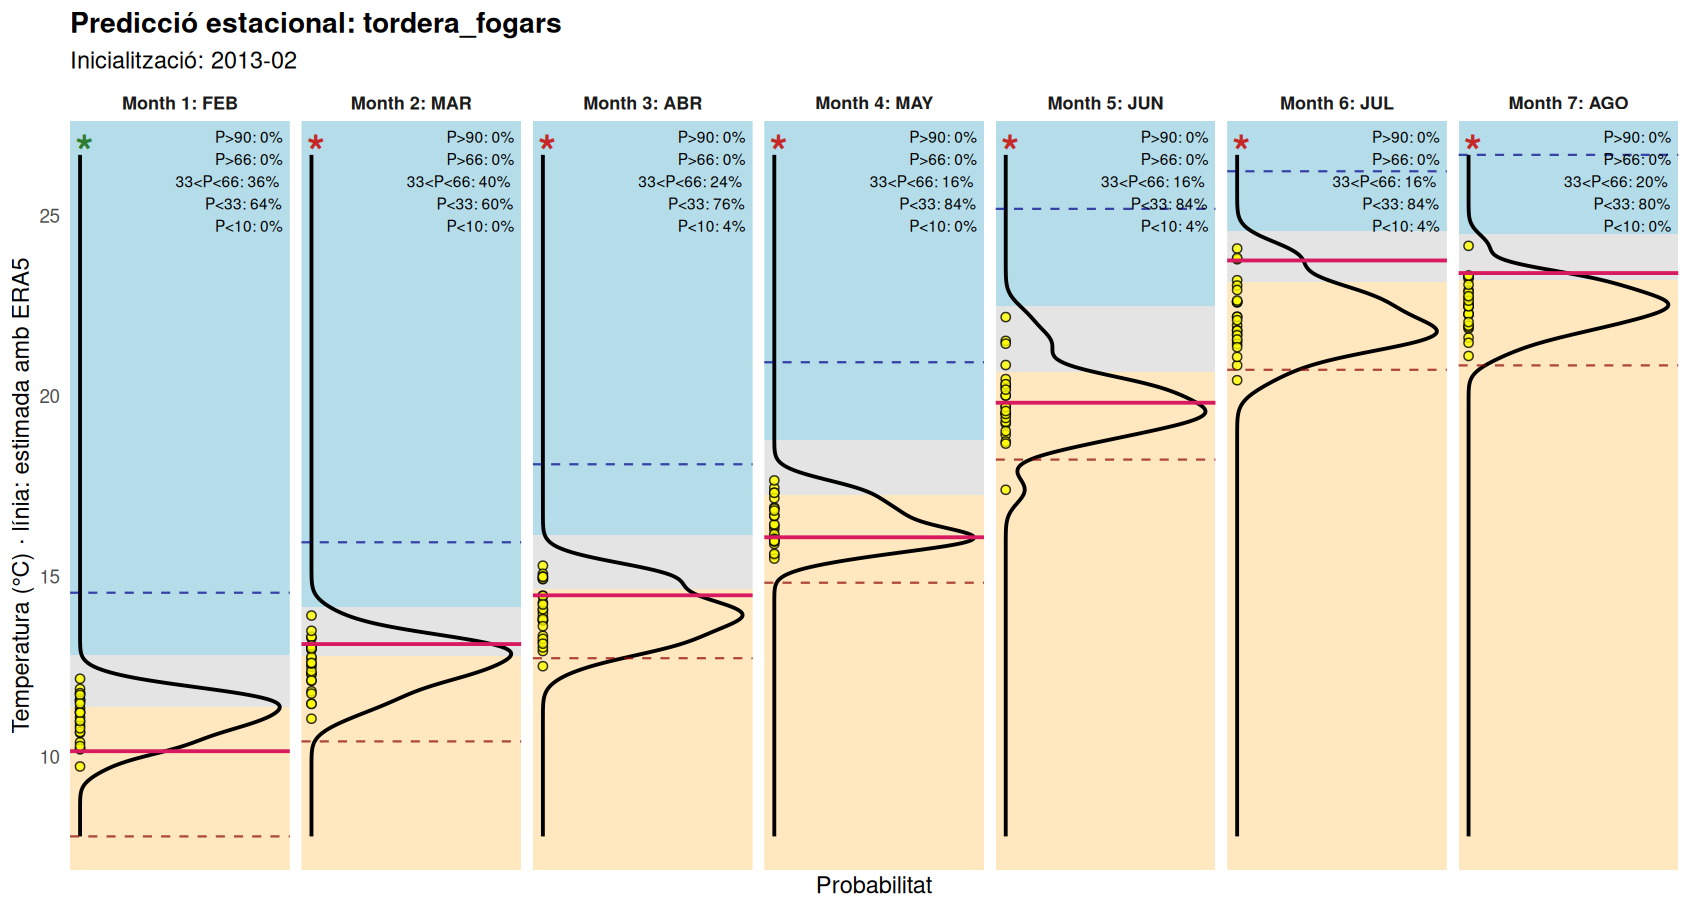 Predicció estacional: tordera_fogars
Inicialització: 2013-02
Month 1: FEB
Month 2: MAR
Month 3: ABR
Month 4: MAY
Month 5: JUN
Month 6: JUL
Month 7: AGO
*
P>90: 0%
P>66: 0%
33<P<66: 36%
P<33: 64%
P<10: 0%
*
P>90: 0%
P>66: 0%
33<P<66: 40%
P<33: 60%
P<10: 0%
*
P>90: 0%
P>66: 0%
33<P<66: 24%
P<33: 76%
P<10: 4%
*
P>90: 0%
P>66: 0%
33<P<66: 16%
P<33: 84%
P<10: 0%
*
P>90: 0%
P>66: 0%
33<P<66: 16%
P<33: 84%
P<10: 4%
*
P>90: 0%
P>66: 0%
33<P<66: 16%
P<33: 84%
P<10: 4%
*
P>90: 0%
P>66: 0%
33<P<66: 20%
P<33: 80%
P<10: 0%
25
20
15
10
Temperatura (°C) · línia: estimada amb ERA5
Probabilitat